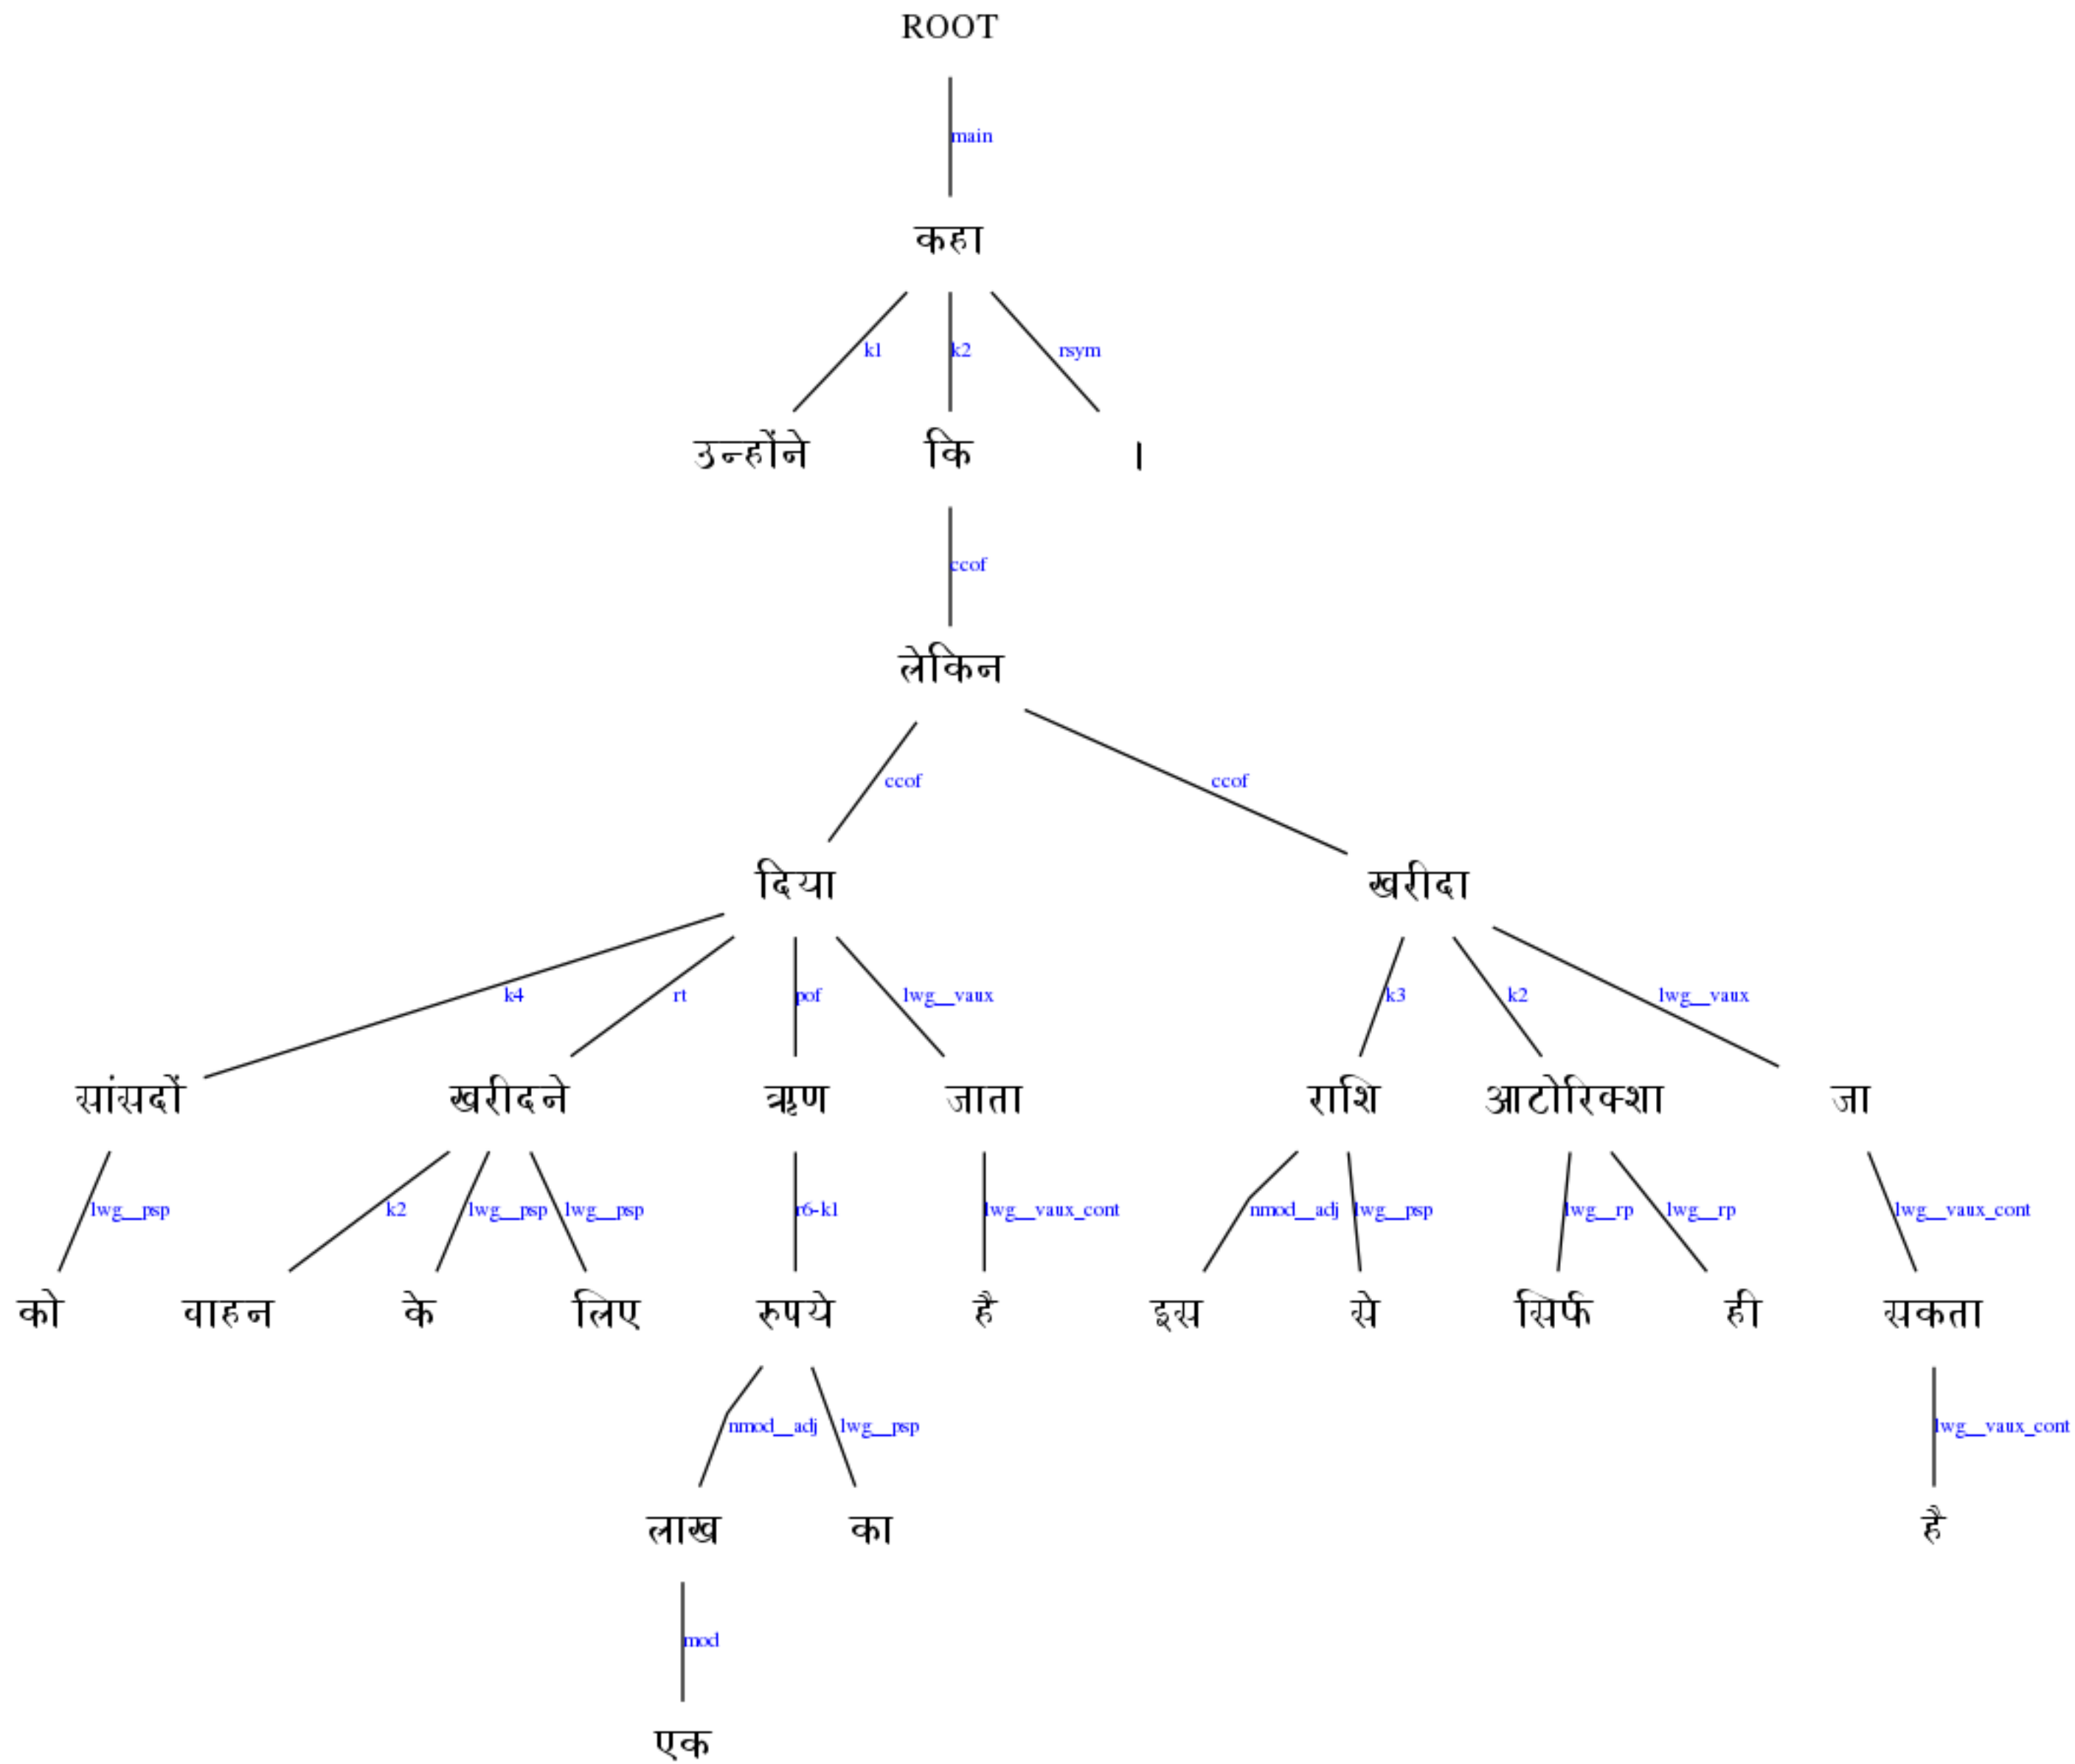 ROOT
main
कहा
k1 k2 rsym
उन्होंने कि ।
ccof
लेकिन
ccof ccof
दिया खरीदा
k4 rt pof lwg__vaux k3 k2 lwg__vaux
सांसदों खरीदने ऋण जाता राशि आटोरिक्शा जा
lwg__psp k2 lwg__psp lwg__psp r6-k1 lwg__vaux_cont nmod__adj lwg__psp lwg__rp lwg__rp lwg__vaux_cont
को वाहन के लिए रुपये है इस से सिर्फ ही सकता
nmod__adj lwg__psp lwg__vaux_cont
लाख का है
mod
एक